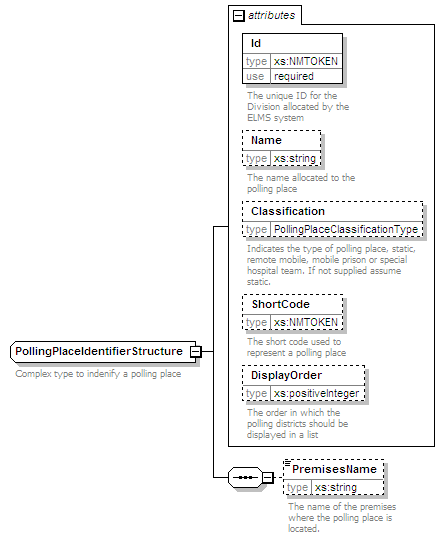 attributes
Id
type xs:NMTOKEN
use required
The unique ID for the
Division allocated by the
ELMS system
Name
type xs:string
The name allocated to the
polling place
Classification
type PollingPlaceClassificationType
Indicates the type of polling place, static,
remote mobile, mobile prison or special
hospital team. If not supplied assume
static.
ShortCode
type xs:NMTOKEN
The short code used to
represent a polling place
PollingPlaceIdentifierStructure
Complex type to indenify a polling place
DisplayOrder
type xs:positiveInteger
The order in which the
polling districts should be
displayed in a list
PremisesName
type xs:string
The name of the premises
where the polling place is
located.